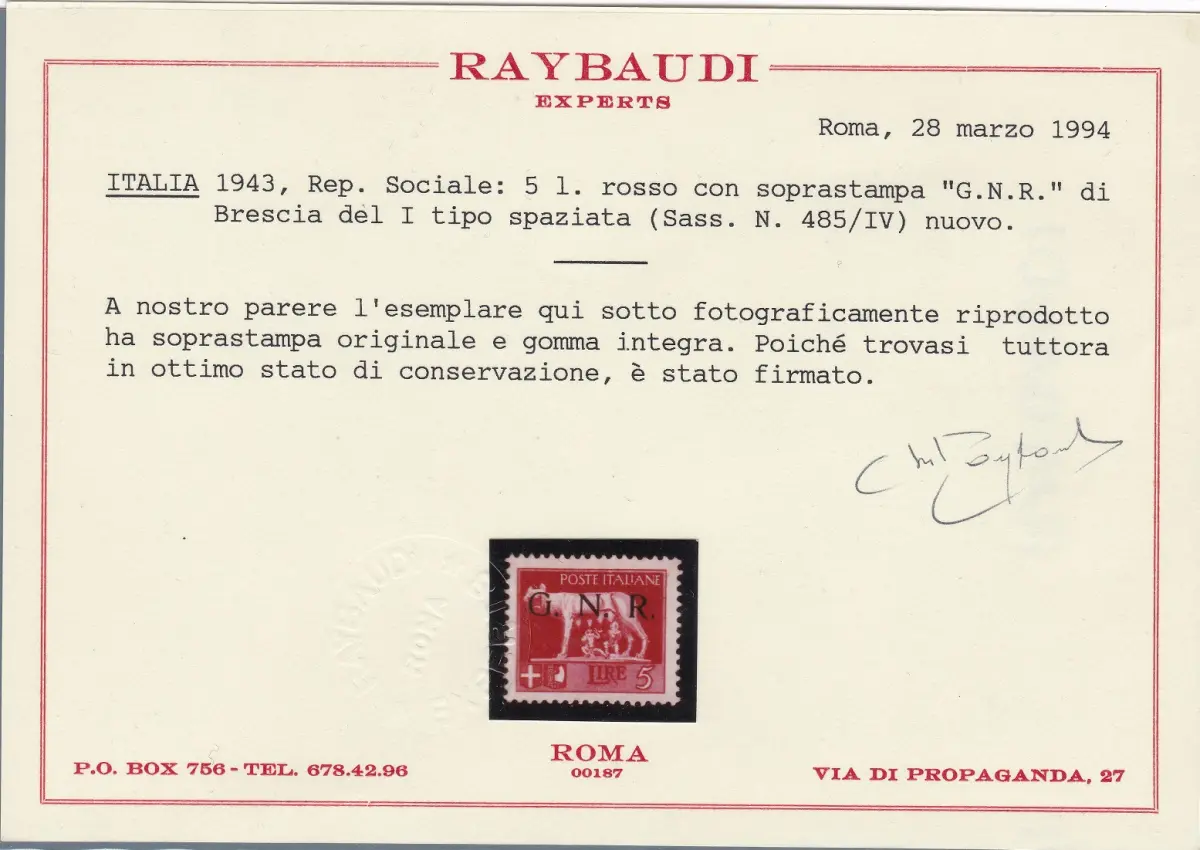 RAYBAUDI
EXPERTS
Roma, 28 marzo 1994
ITALIA 1943, Rep. Sociale: 5 l. rosso con soprastampa "G.N.R." di
Brescia del I tipo spaziata (Sass. N. 485/IV) nuovo.
A nostro parere l'esemplare qui sotto fotograficamente riprodotto
ha soprastampa originale e gomma integra. Poiché trovasi tuttora
in ottimo stato di conservazione, è stato firmato.
POSTE ITALIANE
G. N. R.
LIRE 5
ROMA
00187
P.O. BOX 756 - TEL. 678.42.96
VIA DI PROPAGANDA, 27